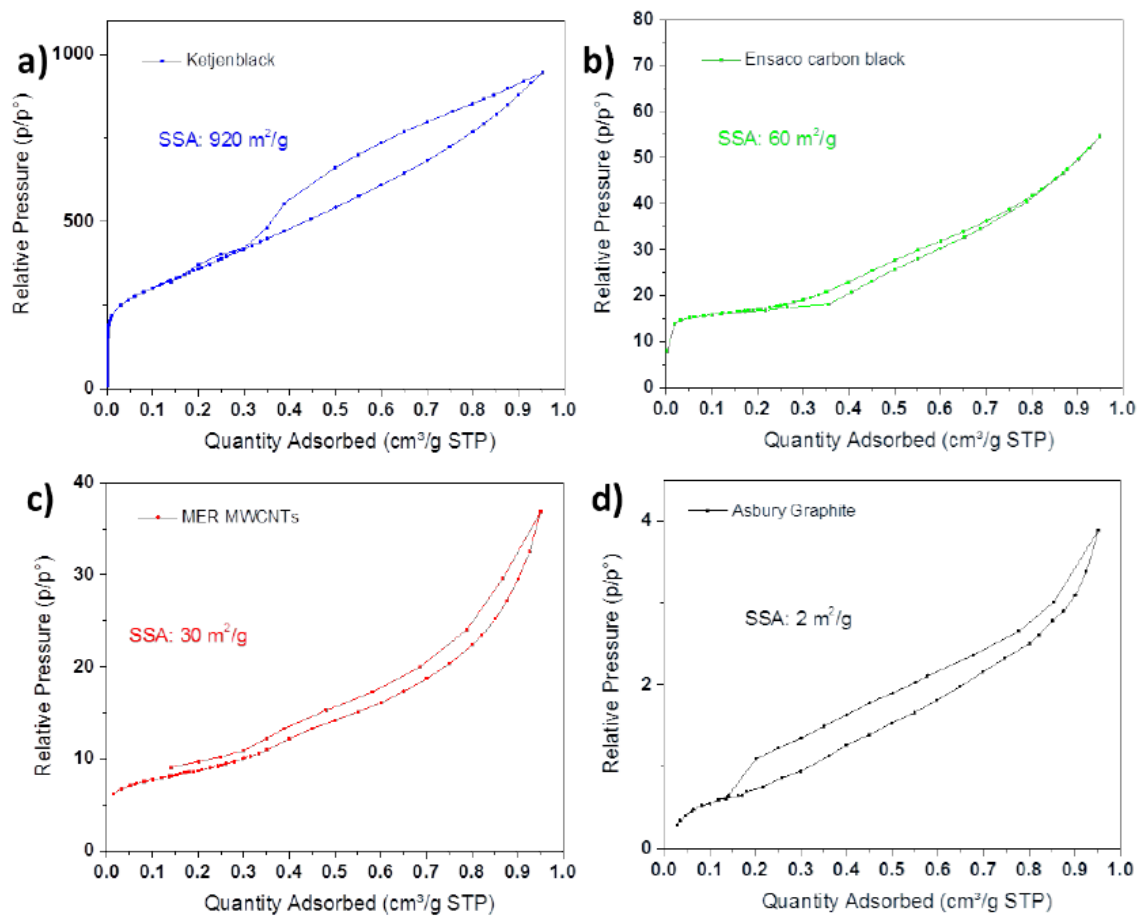 a)
Ketjenblack
SSA: 920 m²/g
Relative Pressure (p/p°)
1000
500
0
0.0 0.1 0.2 0.3 0.4 0.5 0.6 0.7 0.8 0.9 1.0
Quantity Adsorbed (cm³/g STP)
b)
Ensaco carbon black
SSA: 60 m²/g
Relative Pressure (p/p°)
80
70
60
50
40
30
20
10
0
0.0 0.1 0.2 0.3 0.4 0.5 0.6 0.7 0.8 0.9 1.0
Quantity Adsorbed (cm³/g STP)
c)
MER MWCNTs
SSA: 30 m²/g
Relative Pressure (p/p°)
40
30
20
10
0
0.0 0.1 0.2 0.3 0.4 0.5 0.6 0.7 0.8 0.9 1.0
Quantity Adsorbed (cm³/g STP)
d)
Asbury Graphite
SSA: 2 m²/g
Relative Pressure (p/p°)
4
2
0
0.0 0.1 0.2 0.3 0.4 0.5 0.6 0.7 0.8 0.9 1.0
Quantity Adsorbed (cm³/g STP)